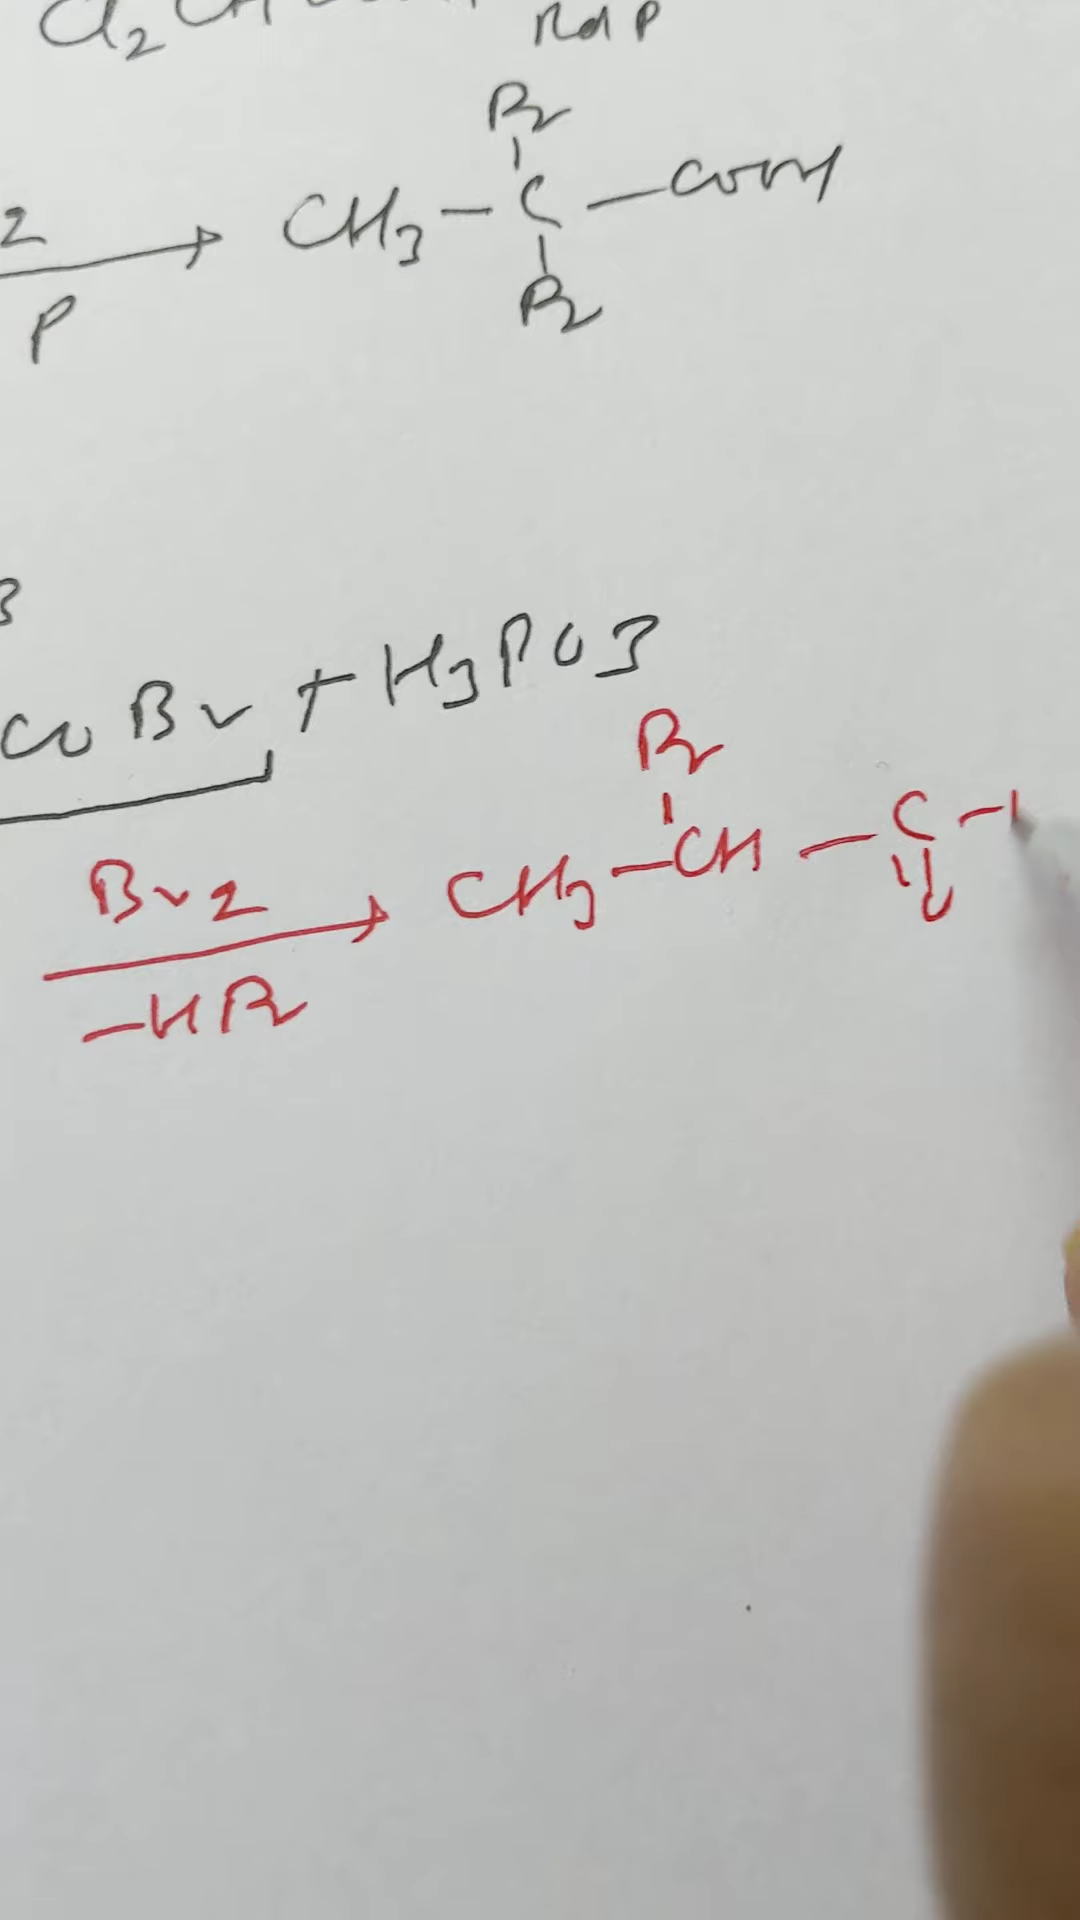 Cl2CH
Red P
Br
2 → CH3 – C – COOH
P
Br
3
COBr + H3PO3
Br
Br2 → CH3 – CH – C –
–HBr
O